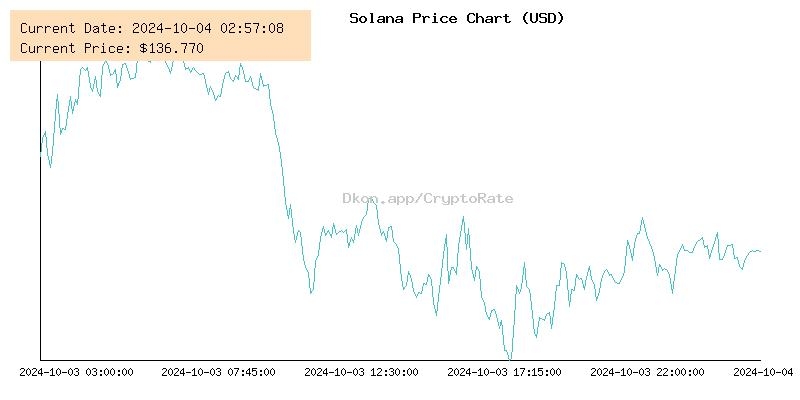 Solana Price Chart (USD)
Current Date: 2024-10-04 02:57:08
Current Price: $136.770
Dkon.app/CryptoRate
2024-10-03 03:00:00 2024-10-03 07:45:00 2024-10-03 12:30:00 2024-10-03 17:15:00 2024-10-03 22:00:00 2024-10-04